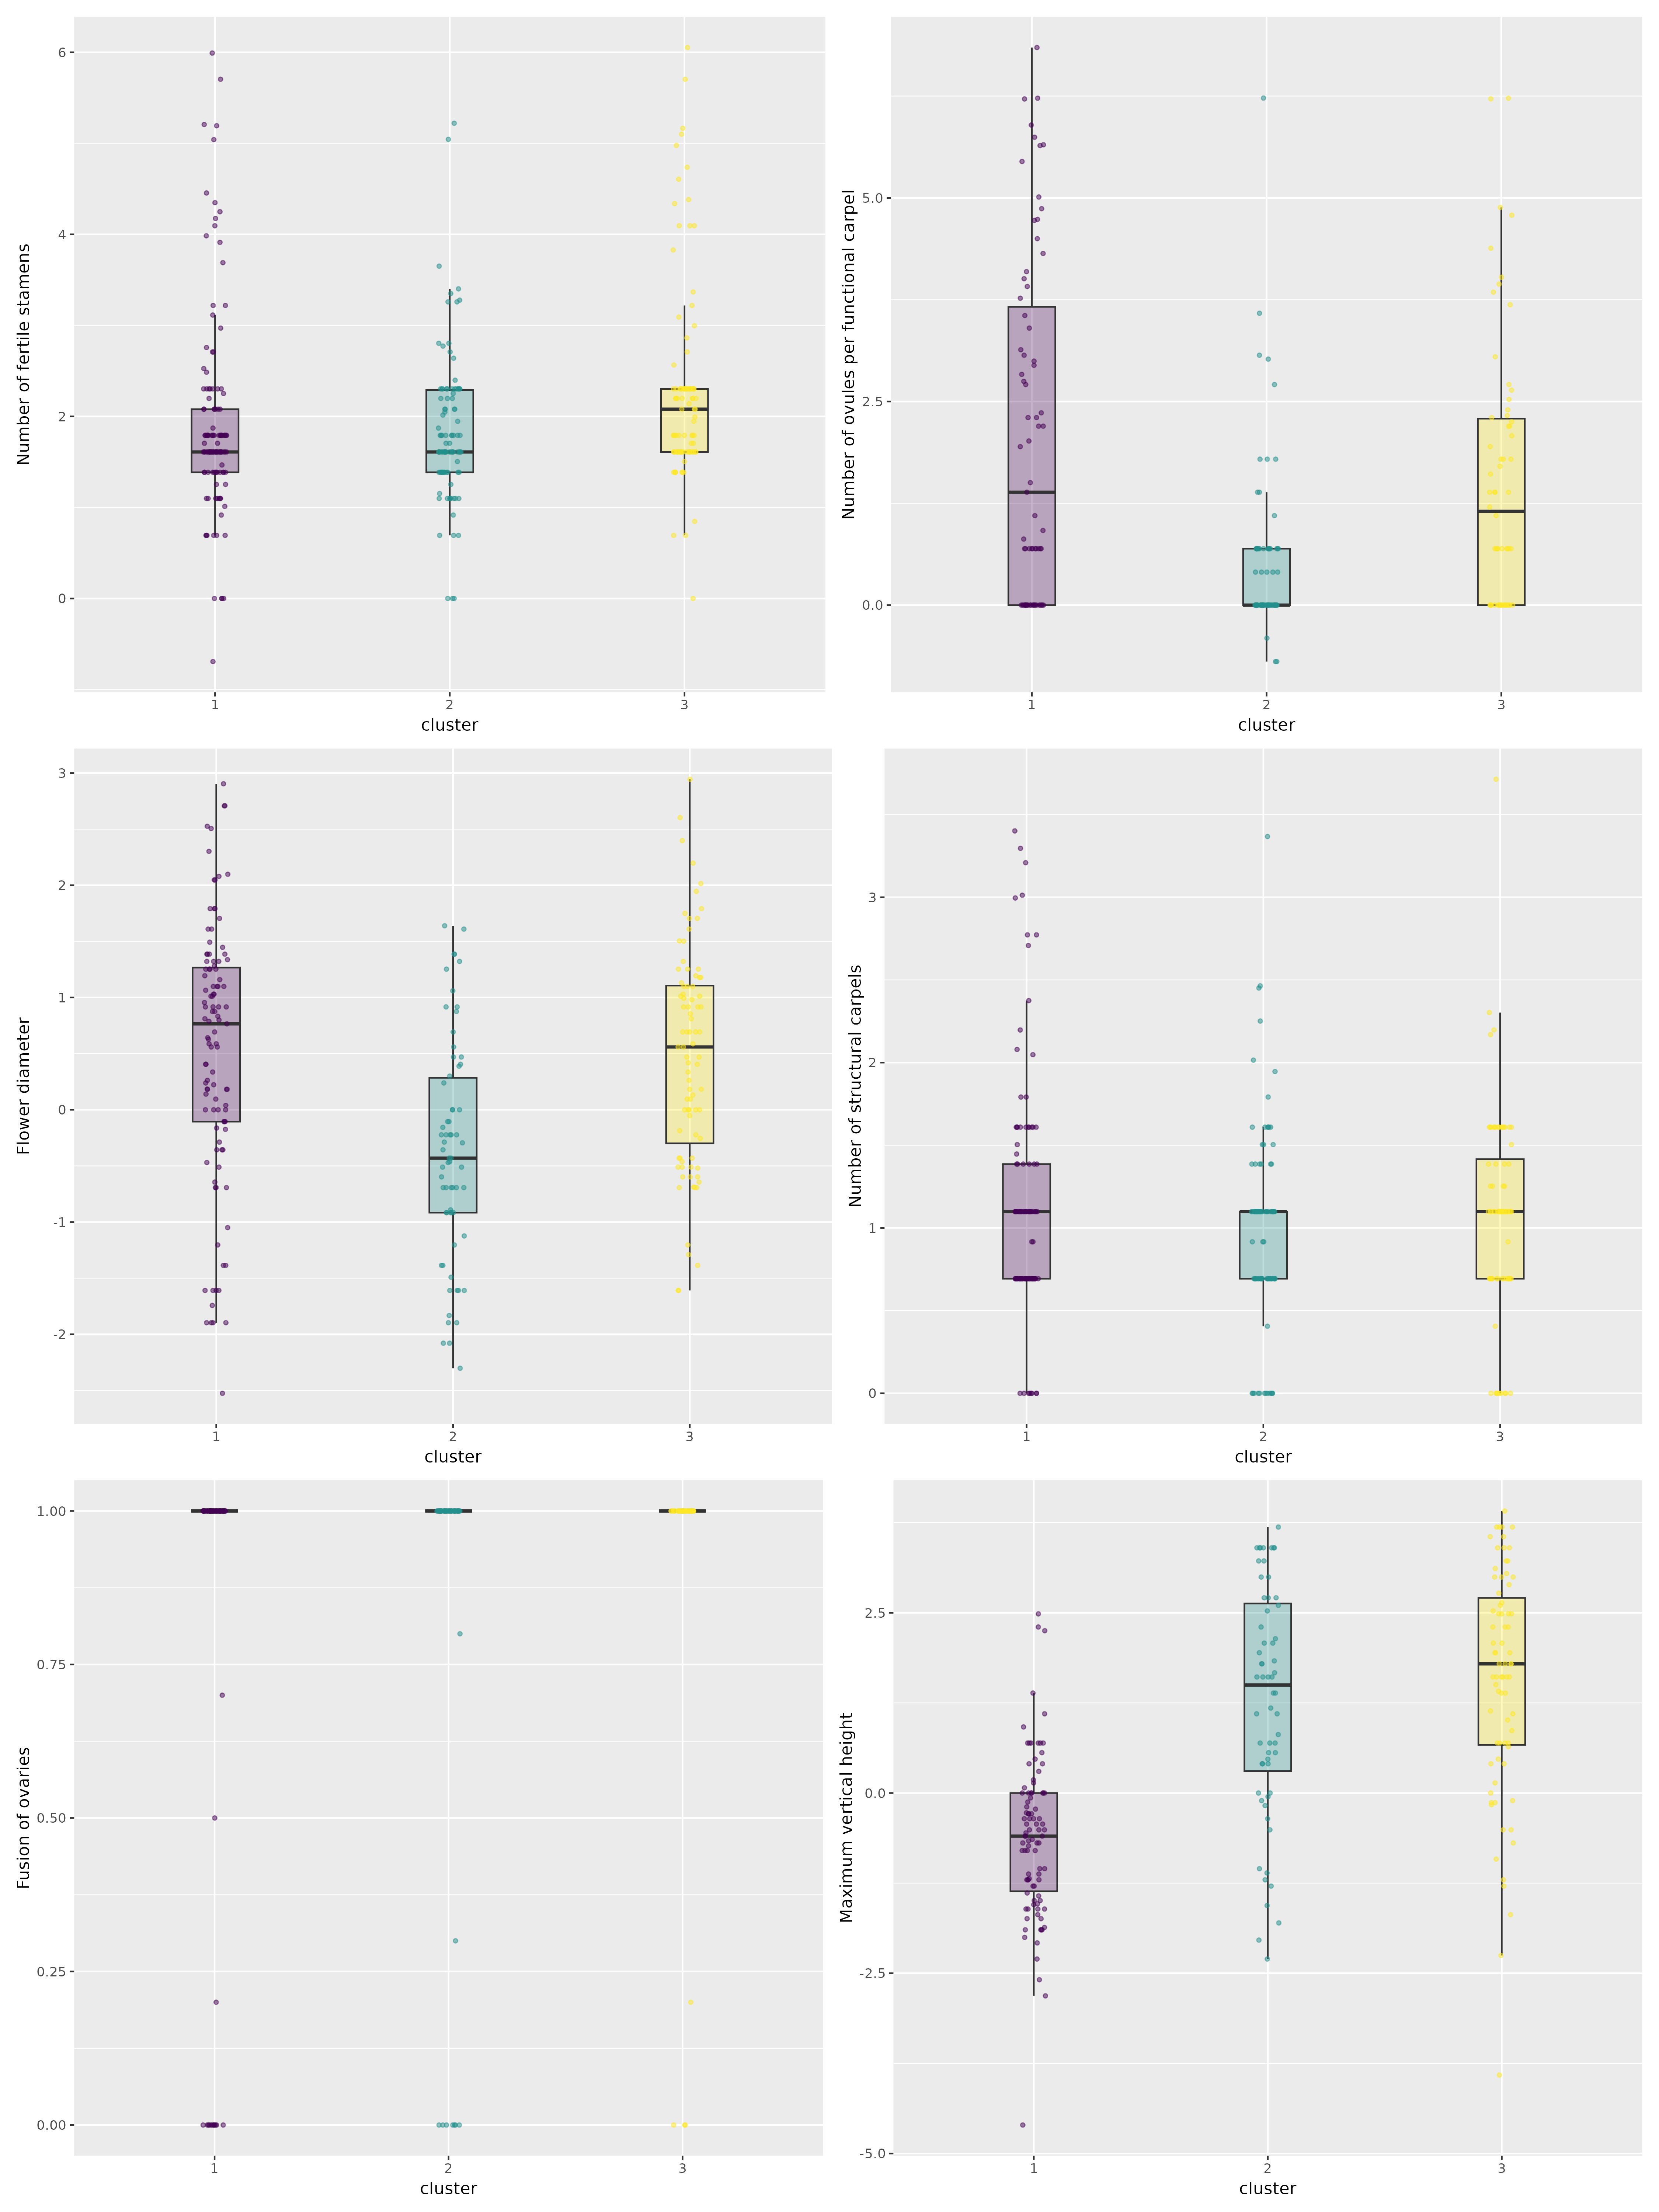 Number of fertile stamens
6
4
2
0
1 2 3
cluster
Number of ovules per functional carpel
5.0
2.5
0.0
1 2 3
cluster
Flower diameter
3
2
1
0
-1
-2
1 2 3
cluster
Number of structural carpels
3
2
1
0
1 2 3
cluster
Fusion of ovaries
1.00
0.75
0.50
0.25
0.00
1 2 3
cluster
Maximum vertical height
2.5
0.0
-2.5
-5.0
1 2 3
cluster